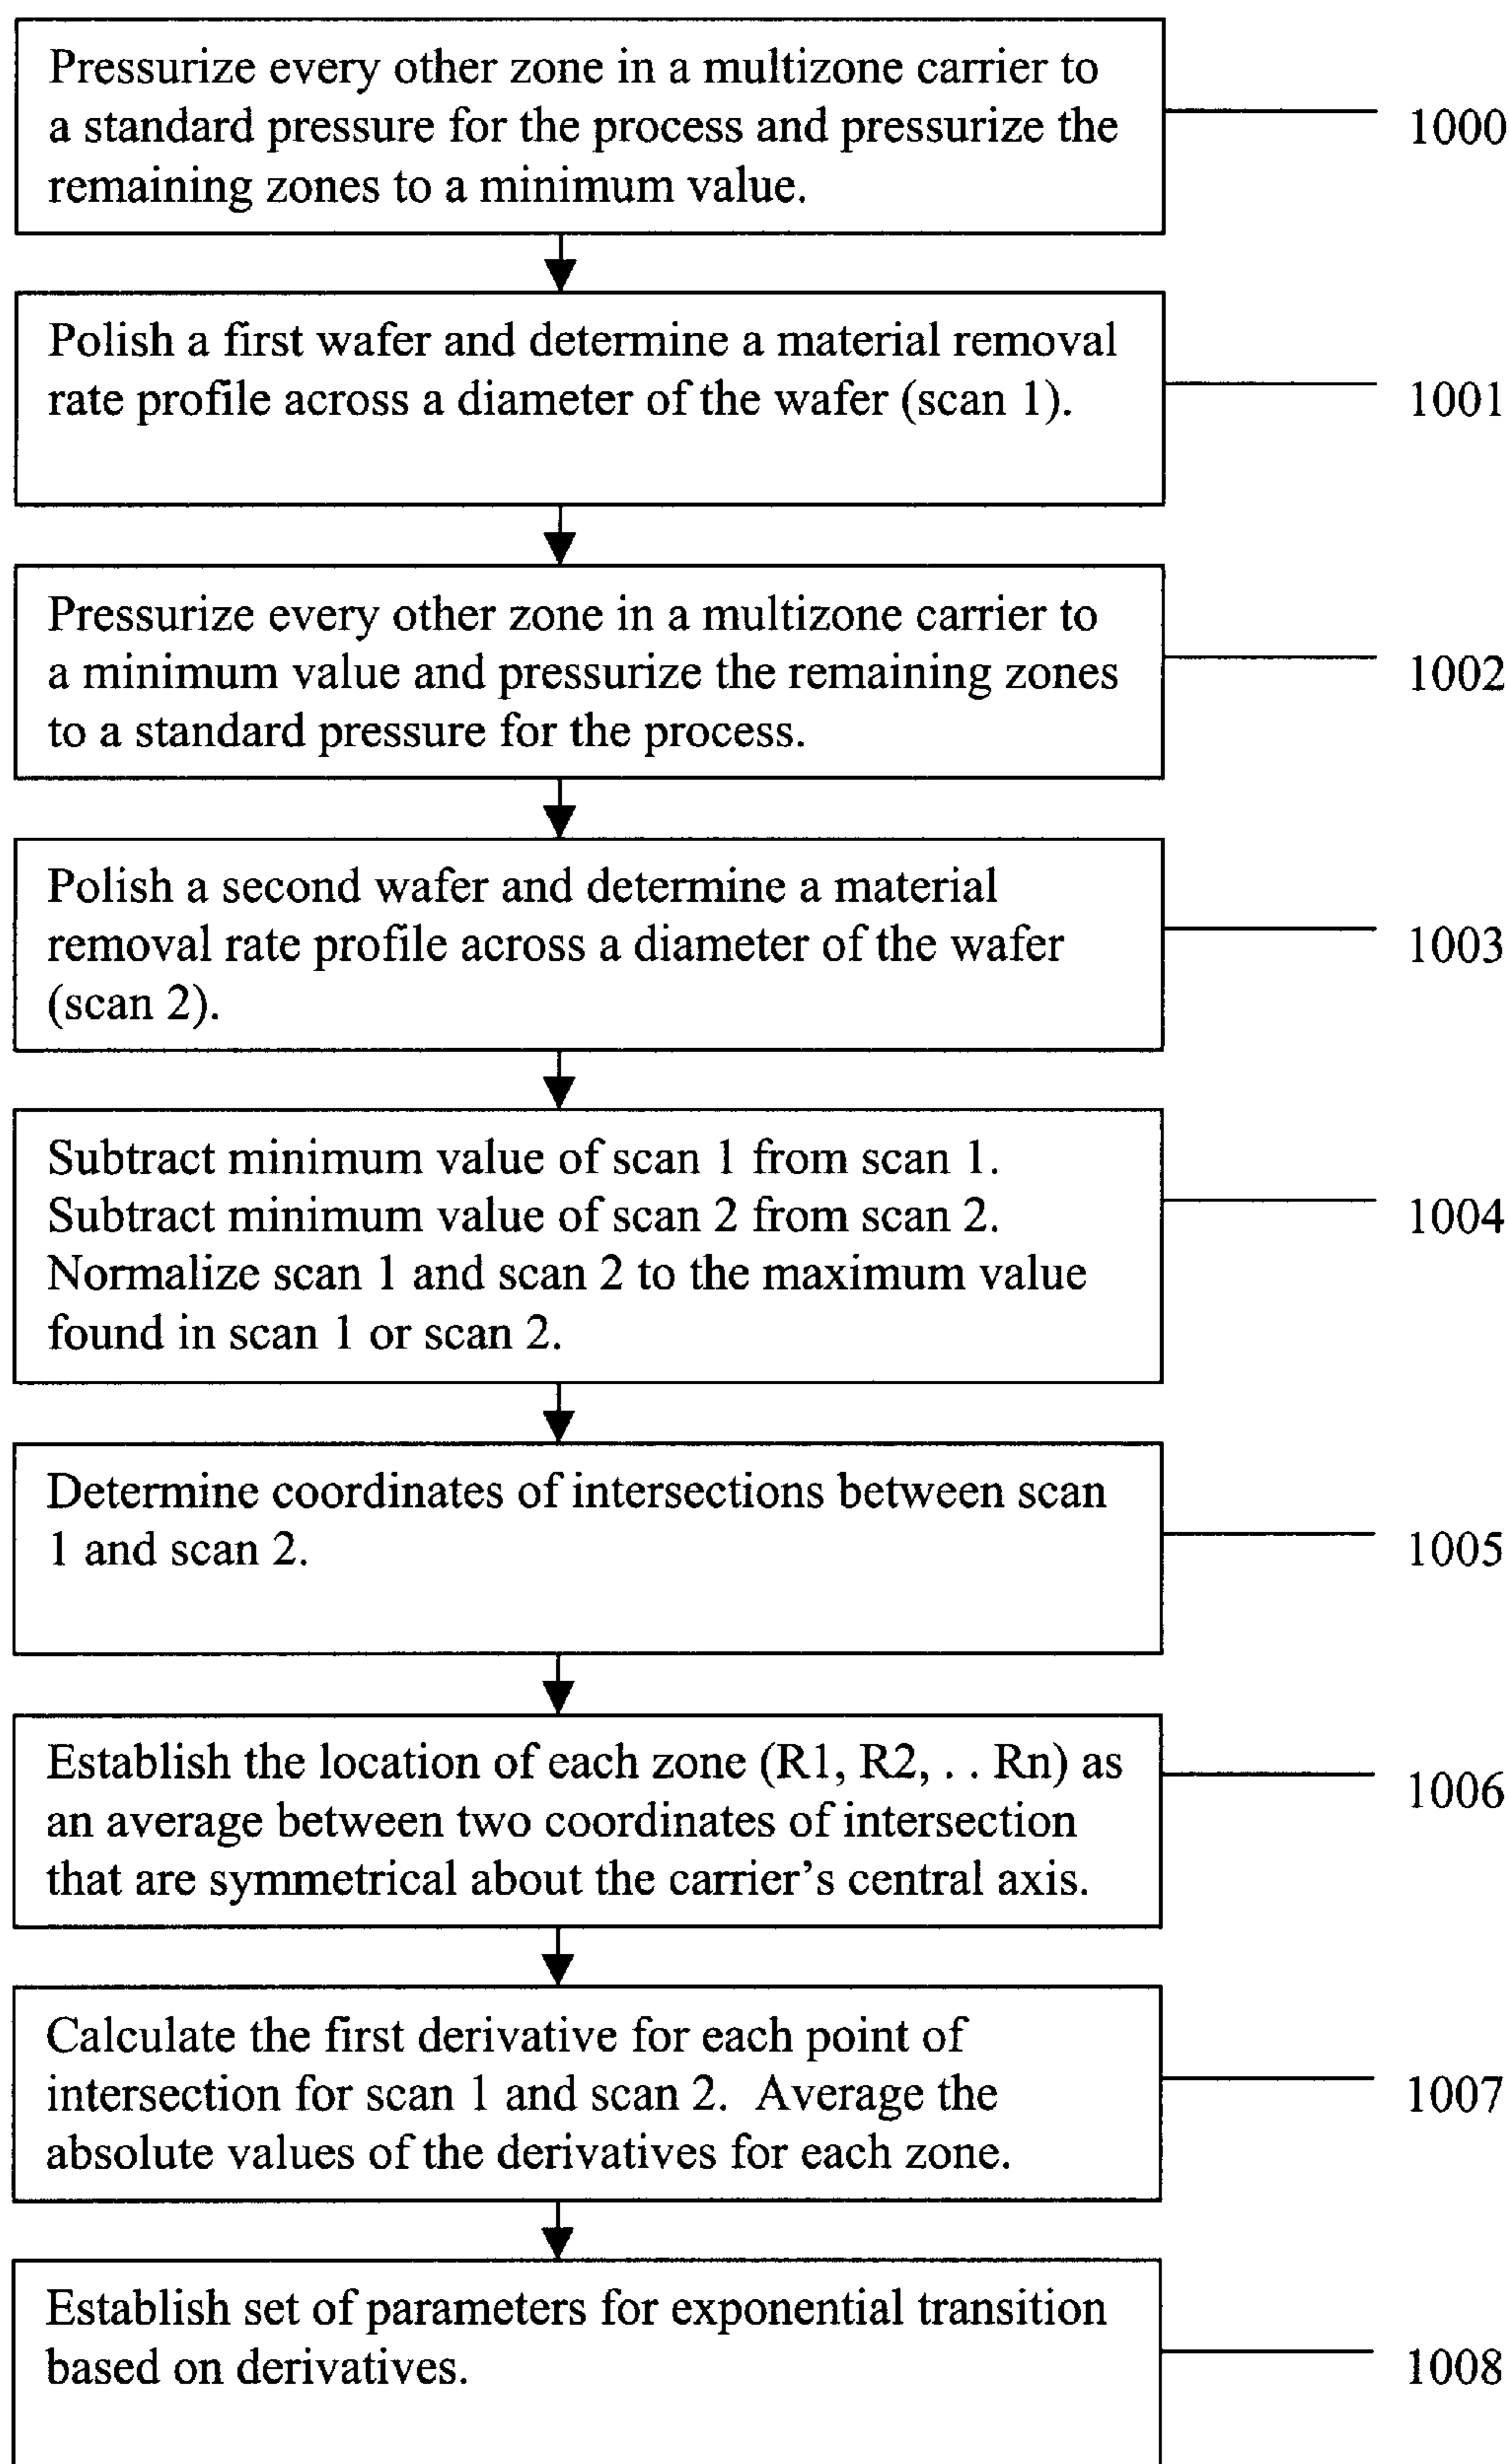 Pressurize every other zone in a multizone carrier to
a standard pressure for the process and pressurize the
remaining zones to a minimum value.
1000
Polish a first wafer and determine a material removal
rate profile across a diameter of the wafer (scan 1).
1001
Pressurize every other zone in a multizone carrier to
a minimum value and pressurize the remaining zones
to a standard pressure for the process.
1002
Polish a second wafer and determine a material
removal rate profile across a diameter of the wafer
(scan 2).
1003
Subtract minimum value of scan 1 from scan 1.
Subtract minimum value of scan 2 from scan 2.
Normalize scan 1 and scan 2 to the maximum value
found in scan 1 or scan 2.
1004
Determine coordinates of intersections between scan
1 and scan 2.
1005
Establish the location of each zone (R1, R2, . . Rn) as
an average between two coordinates of intersection
that are symmetrical about the carrier's central axis.
1006
Calculate the first derivative for each point of
intersection for scan 1 and scan 2.  Average the
absolute values of the derivatives for each zone.
1007
Establish set of parameters for exponential transition
based on derivatives.
1008